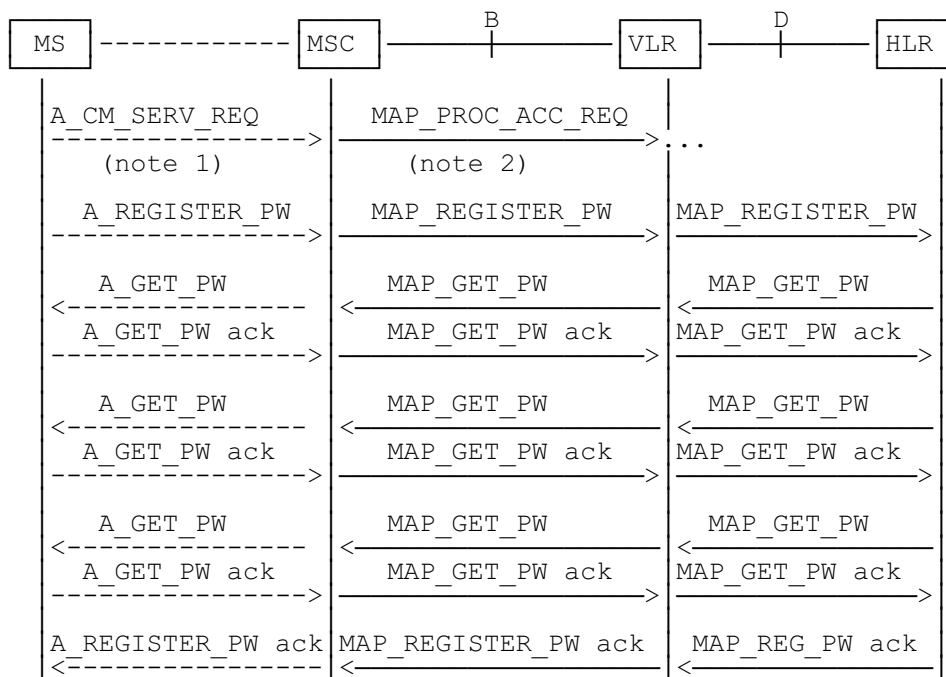 B D
MS MSC VLR HLR
A_CM_SERV_REQ MAP_PROC_ACC_REQ
...
(note 1) (note 2)
A_REGISTER_PW MAP_REGISTER_PW MAP_REGISTER_PW
A_GET_PW MAP_GET_PW MAP_GET_PW
A_GET_PW ack MAP_GET_PW ack MAP_GET_PW ack
A_GET_PW MAP_GET_PW MAP_GET_PW
A_GET_PW ack MAP_GET_PW ack MAP_GET_PW ack
A_GET_PW MAP_GET_PW MAP_GET_PW
A_GET_PW ack MAP_GET_PW ack MAP_GET_PW ack
A_REGISTER_PW ack MAP_REGISTER_PW ack MAP_REG_PW ack